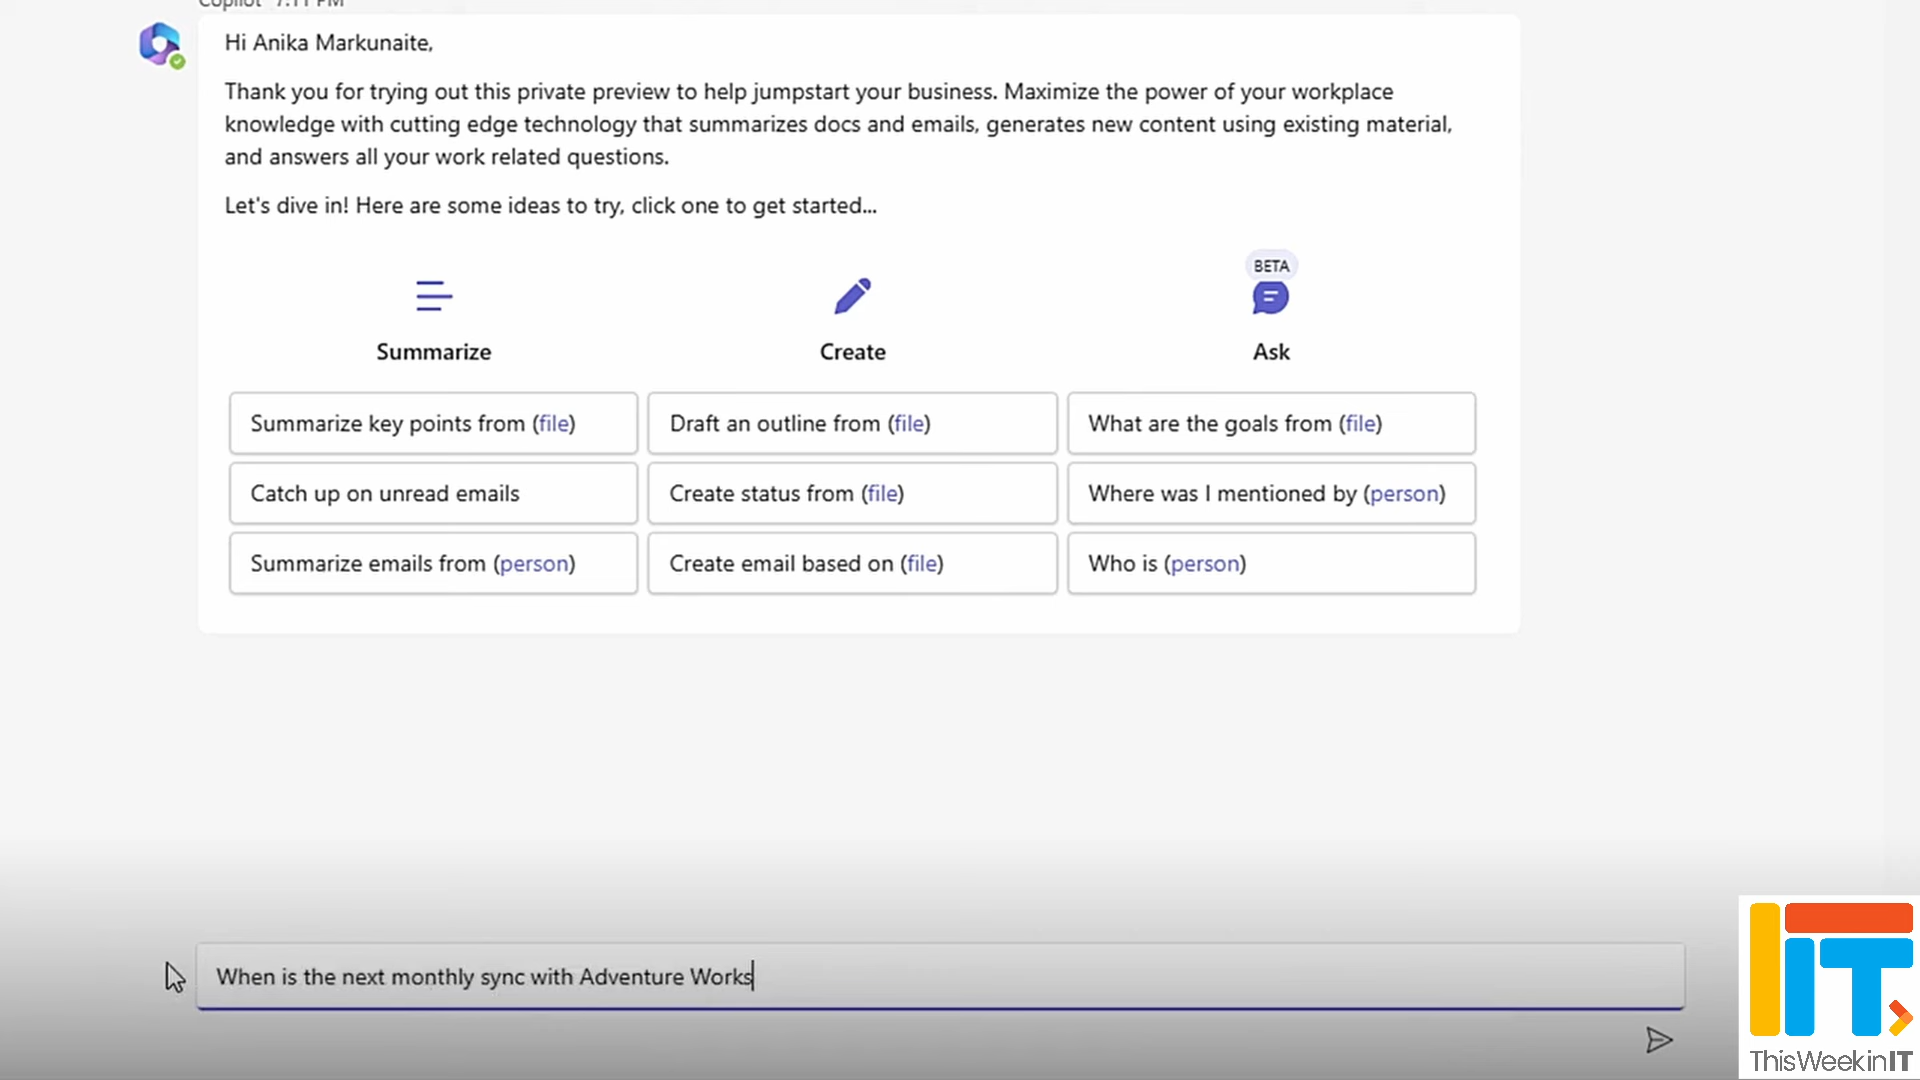 Copilot 7:11 PM
Hi Anika Markunaite,
Thank you for trying out this private preview to help jumpstart your business. Maximize the power of your workplace
knowledge with cutting edge technology that summarizes docs and emails, generates new content using existing material,
and answers all your work related questions.
Let's dive in! Here are some ideas to try, click one to get started...
BETA
Summarize
Create
Ask
Summarize key points from (file)
Draft an outline from (file)
What are the goals from (file)
Catch up on unread emails
Create status from (file)
Where was I mentioned by (person)
Summarize emails from (person)
Create email based on (file)
Who is (person)
When is the next monthly sync with Adventure Works
IT
ThisWeekinIT